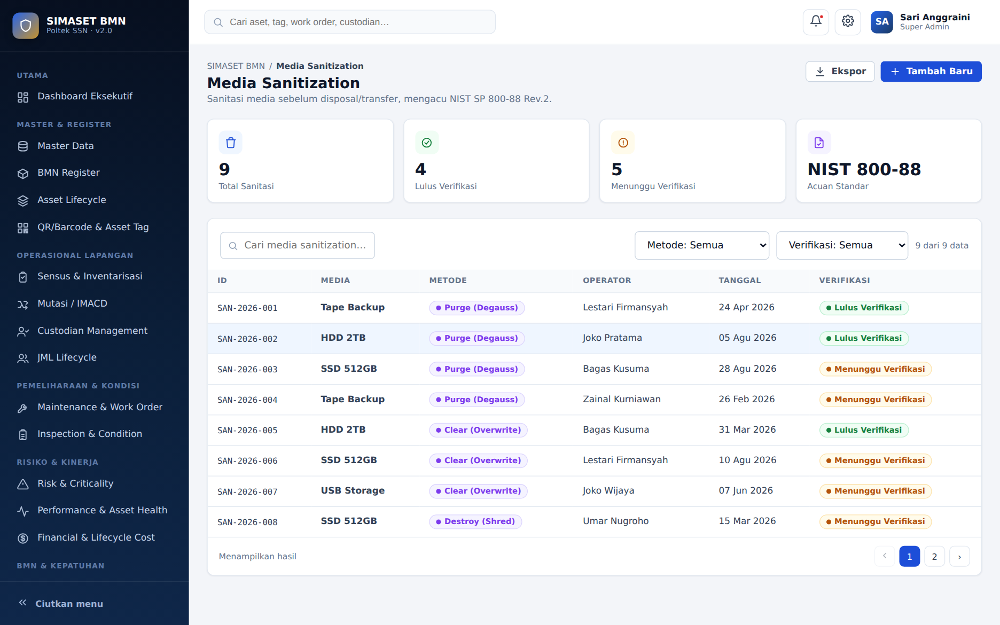 SIMASET BMN
Poltek SSN · v2.0
UTAMA
Dashboard Eksekutif
MASTER & REGISTER
Master Data
BMN Register
Asset Lifecycle
QR/Barcode & Asset Tag
OPERASIONAL LAPANGAN
Sensus & Inventarisasi
Mutasi / IMACD
Custodian Management
JML Lifecycle
PEMELIHARAAN & KONDISI
Maintenance & Work Order
Inspection & Condition
RISIKO & KINERJA
Risk & Criticality
Performance & Asset Health
Financial & Lifecycle Cost
BMN & KEPATUHAN
Ciutkan menu
Cari aset, tag, work order, custodian…
SA
Sari Anggraini
Super Admin
SIMASET BMN / Media Sanitization
Media Sanitization
Sanitasi media sebelum disposal/transfer, mengacu NIST SP 800-88 Rev.2.
Ekspor
Tambah Baru
9
Total Sanitasi
4
Lulus Verifikasi
5
Menunggu Verifikasi
NIST 800-88
Acuan Standar
Cari media sanitization…
Metode: Semua
Verifikasi: Semua
9 dari 9 data
ID MEDIA METODE OPERATOR TANGGAL VERIFIKASI
SAN-2026-001 Tape Backup Purge (Degauss) Lestari Firmansyah 24 Apr 2026 Lulus Verifikasi
SAN-2026-002 HDD 2TB Purge (Degauss) Joko Pratama 05 Agu 2026 Lulus Verifikasi
SAN-2026-003 SSD 512GB Purge (Degauss) Bagas Kusuma 28 Agu 2026 Menunggu Verifikasi
SAN-2026-004 Tape Backup Purge (Degauss) Zainal Kurniawan 26 Feb 2026 Menunggu Verifikasi
SAN-2026-005 HDD 2TB Clear (Overwrite) Bagas Kusuma 31 Mar 2026 Lulus Verifikasi
SAN-2026-006 SSD 512GB Clear (Overwrite) Lestari Firmansyah 10 Agu 2026 Menunggu Verifikasi
SAN-2026-007 USB Storage Clear (Overwrite) Joko Wijaya 07 Jun 2026 Menunggu Verifikasi
SAN-2026-008 SSD 512GB Destroy (Shred) Umar Nugroho 15 Mar 2026 Menunggu Verifikasi
Menampilkan hasil
1 2 ›